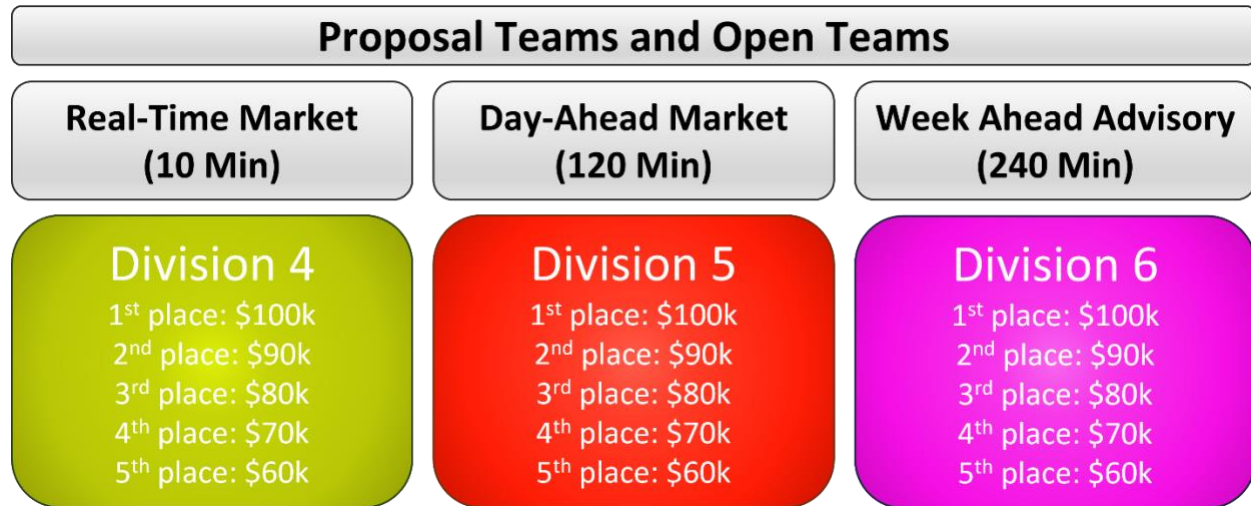 Proposal Teams and Open Teams
Real-Time Market
(10 Min)
Day-Ahead Market
(120 Min)
Week Ahead Advisory
(240 Min)
Division 4
1st place: $100k
2nd place: $90k
3rd place: $80k
4th place: $70k
5th place: $60k
Division 5
1st place: $100k
2nd place: $90k
3rd place: $80k
4th place: $70k
5th place: $60k
Division 6
1st place: $100k
2nd place: $90k
3rd place: $80k
4th place: $70k
5th place: $60k